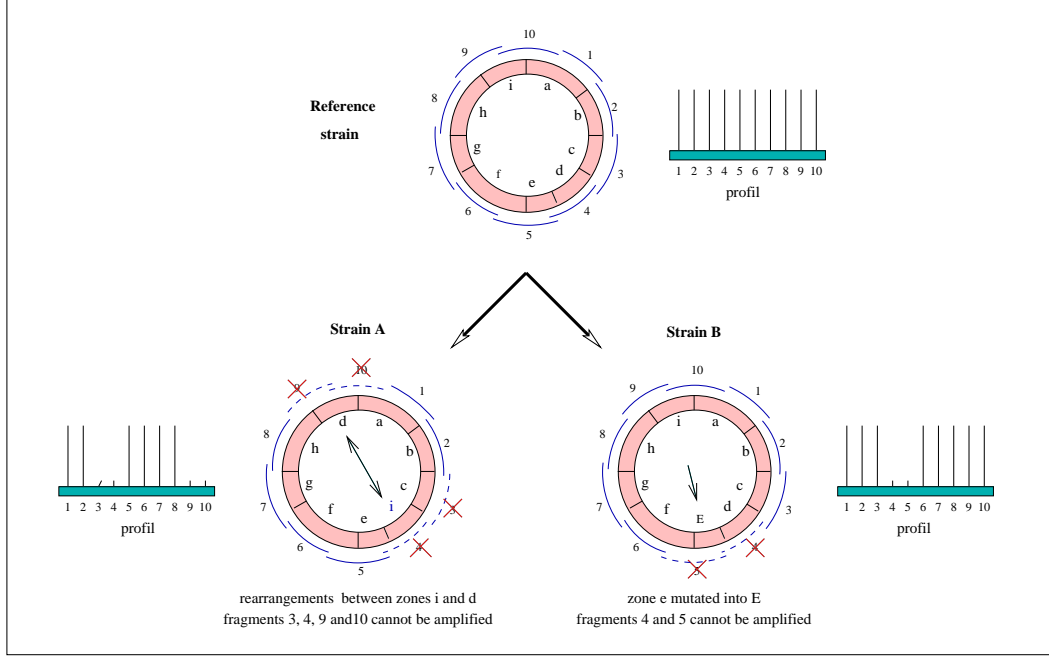 10
9
1
i
a
8
2
h
b
Reference
strain
g
c
f
d
e
7
3
6
4
5
1 2 3 4 5 6 7 8 9 10
profil
Strain A
Strain B
10
9
1
d
a
8
2
h
b
g
c
f
i
e
7
3
6
4
5
1 2 3 4 5 6 7 8 9 10
profil
10
9
1
i
a
8
2
h
b
g
c
f
d
E
7
3
6
4
5
1 2 3 4 5 6 7 8 9 10
profil
rearrangements between zones i and d
fragments 3, 4, 9 and10 cannot be amplified
zone e mutated into E
fragments 4 and 5 cannot be amplified